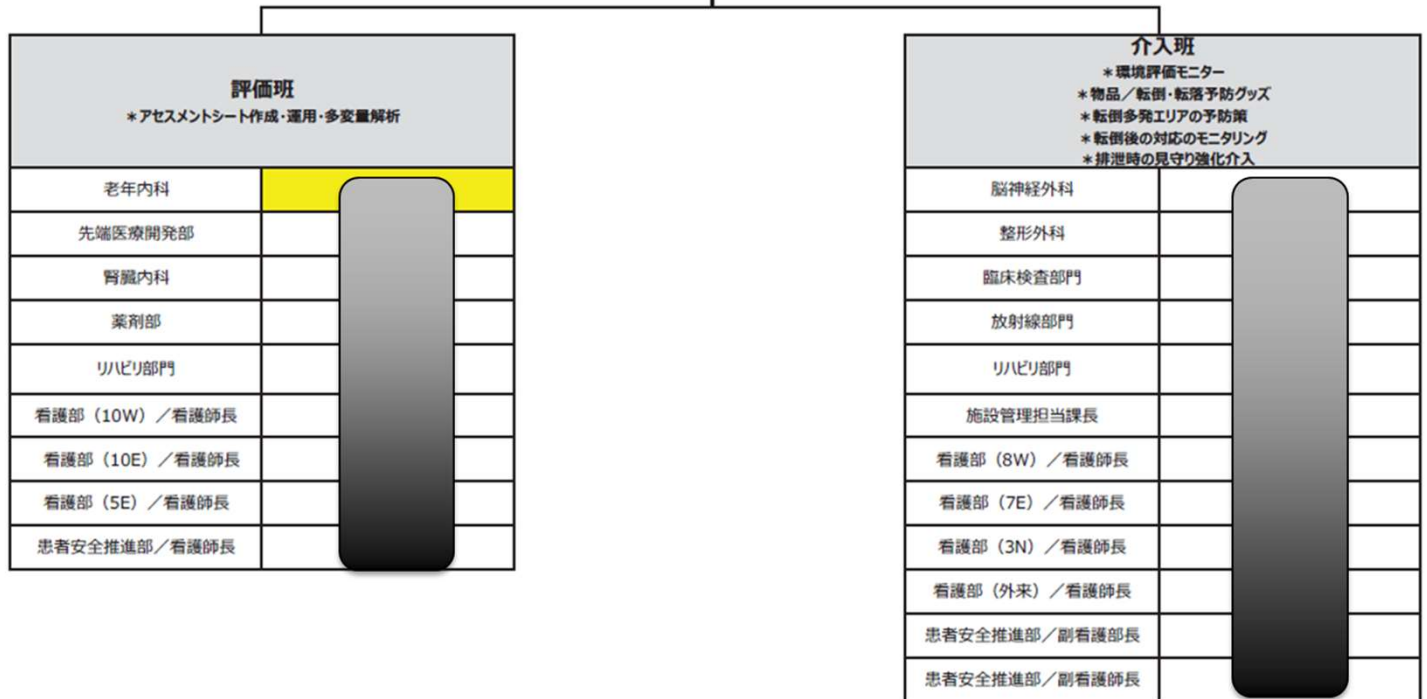 評価班
＊アセスメントシート作成・運用・多変量解析
老年内科
先端医療開発部
腎臓内科
薬剤部
リハビリ部門
看護部（10W）／看護師長
看護部（10E）／看護師長
看護部（5E）／看護師長
患者安全推進部／看護師長
介入班
＊環境評価モニター
＊物品／転倒・転落予防グッズ
＊転倒多発エリアの予防策
＊転倒後の対応のモニタリング
＊排泄時の見守り強化介入
脳神経外科
整形外科
臨床検査部門
放射線部門
リハビリ部門
施設管理担当課長
看護部（8W）／看護師長
看護部（7E）／看護師長
看護部（3N）／看護師長
看護部（外来）／看護師長
患者安全推進部／副看護部長
患者安全推進部／副看護師長